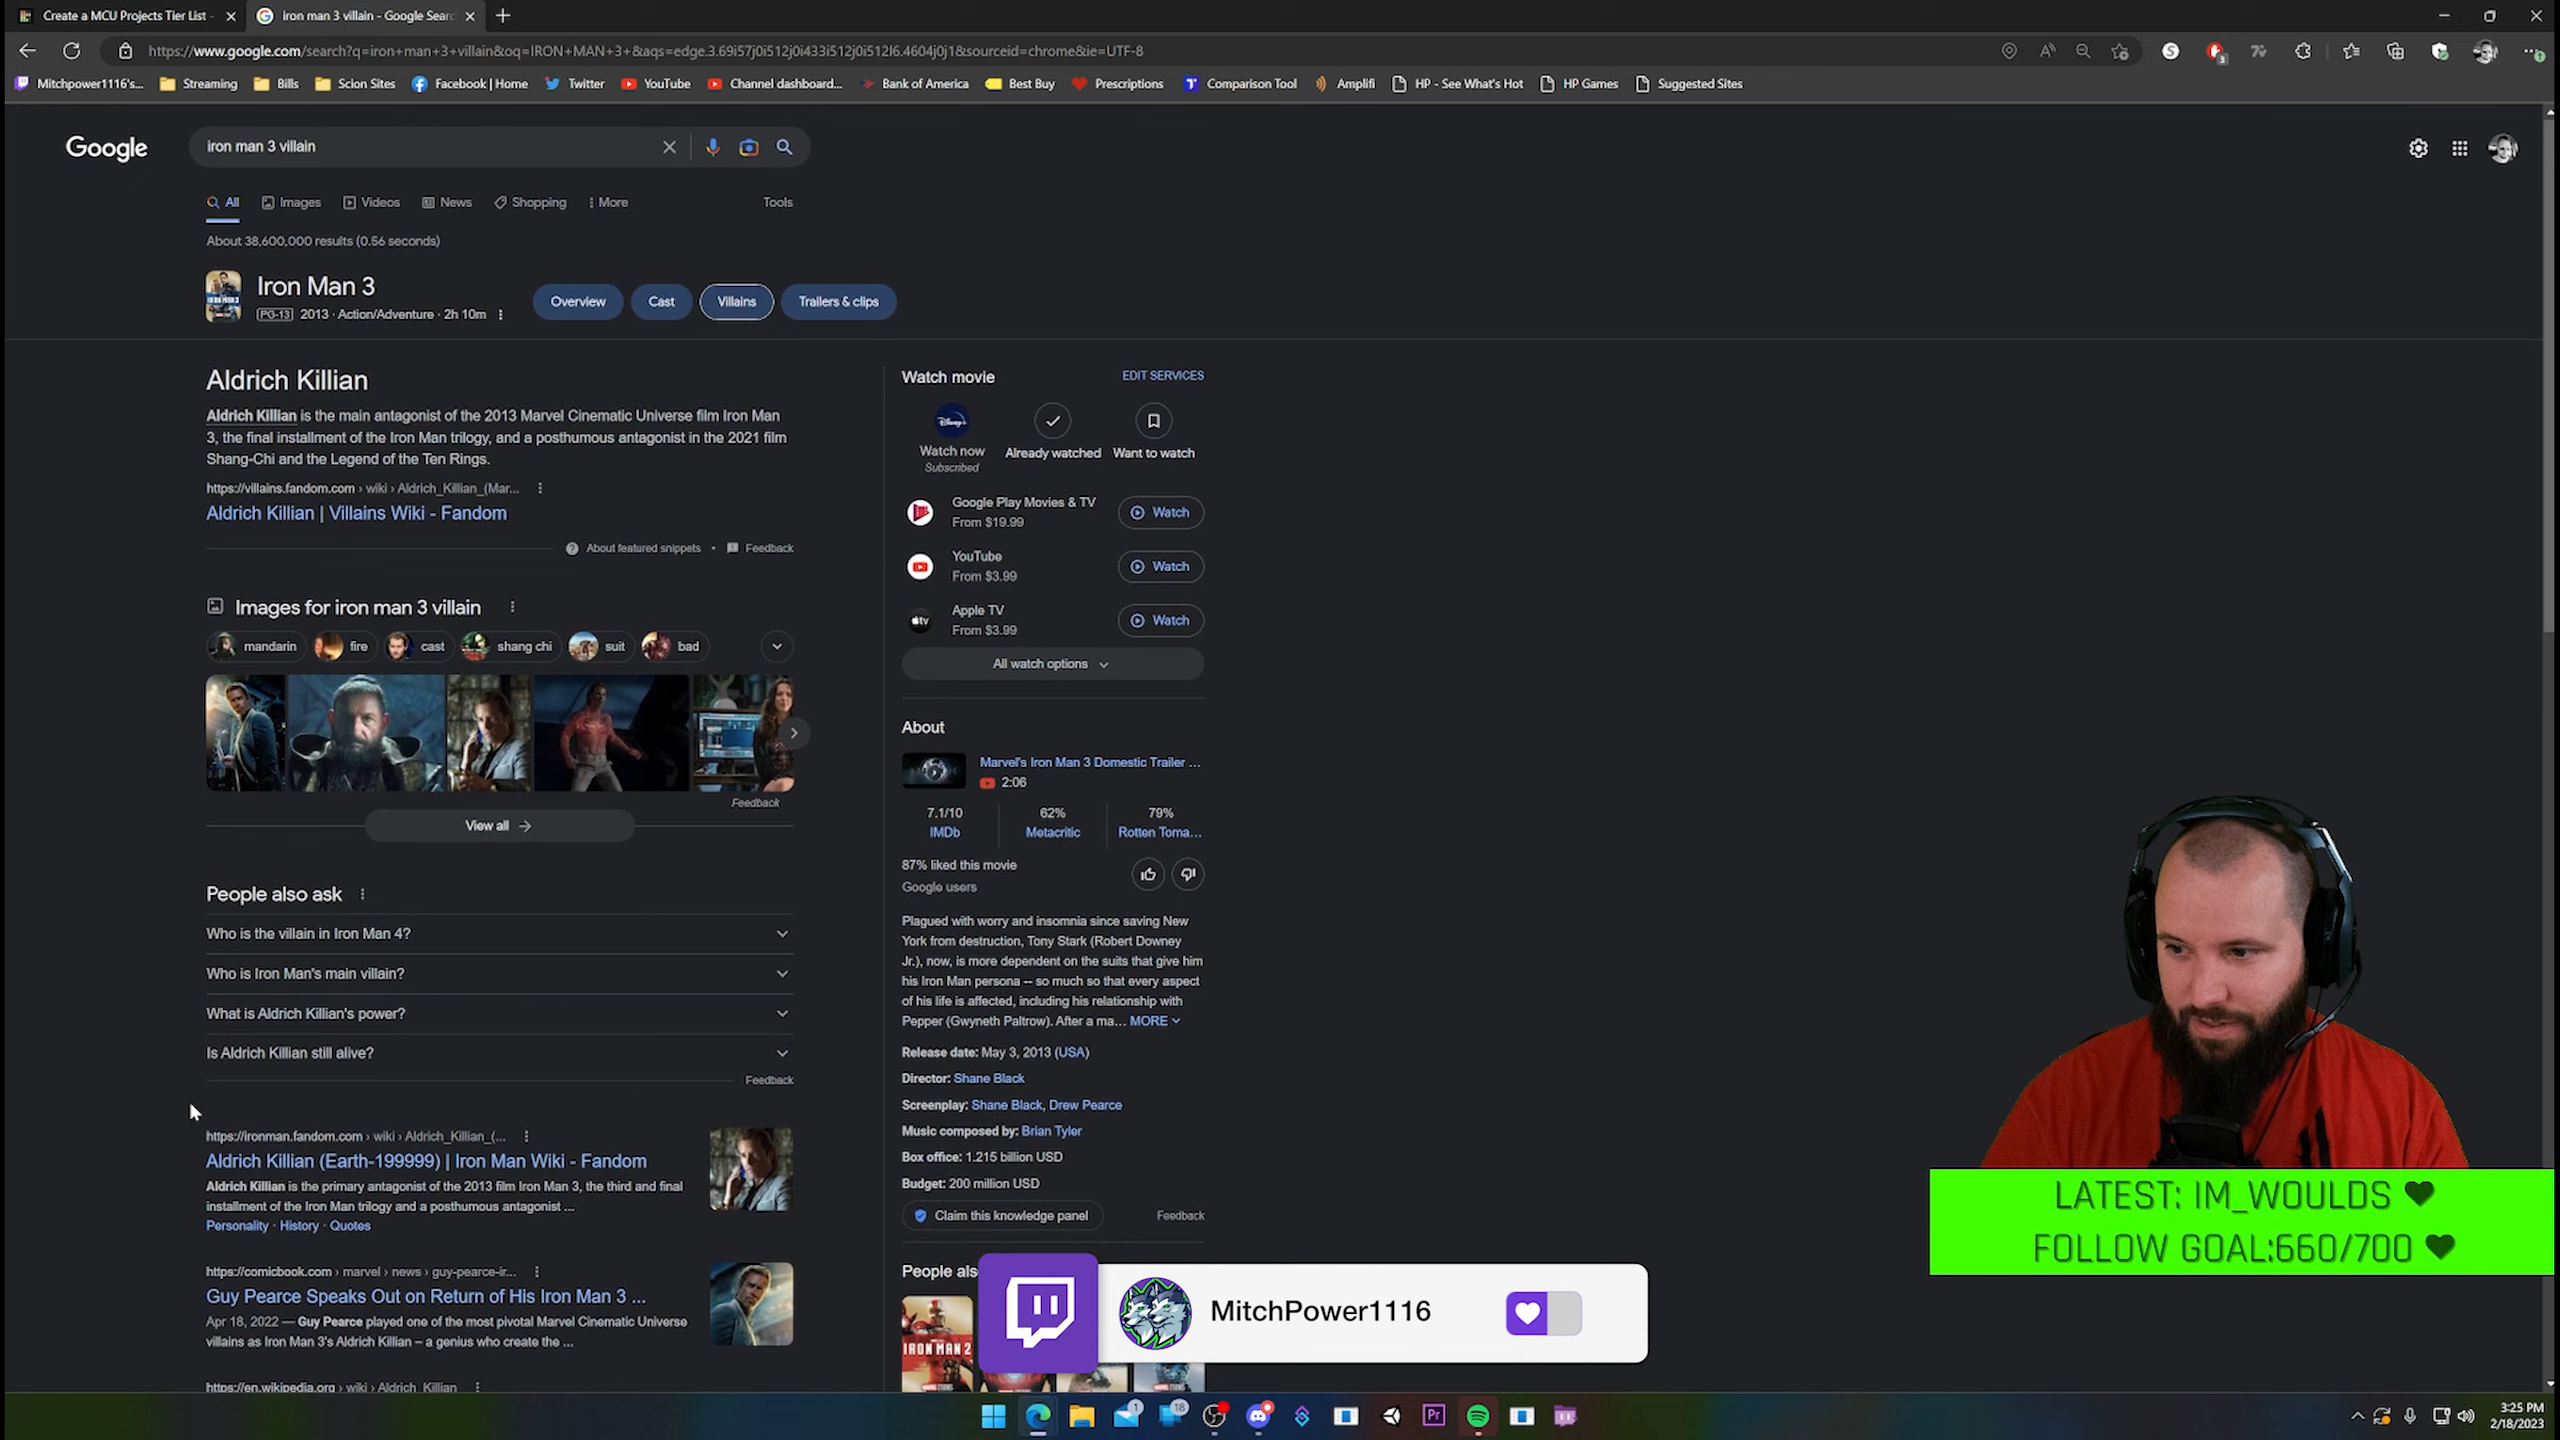 Create a MCU Projects Tier List -
iron man 3 villain - Google Searc
https://www.google.com/search?q=iron+man+3+villain&oq=IRON+MAN+3+&aqs=edge.3.69i57j0i512j0i433i512j0i512l6.4604j0j1&sourceid=chrome&ie=UTF-8
Mitchpower1116's...
Streaming
Bills
Scion Sites
Facebook | Home
Twitter
YouTube
Channel dashboard...
Bank of America
Best Buy
Prescriptions
Comparison Tool
Amplifi
HP - See What's Hot
HP Games
Suggested Sites
Google
iron man 3 villain
All
Images
Videos
News
Shopping
More
Tools
About 38,600,000 results (0.56 seconds)
Iron Man 3
PG-13 2013 · Action/Adventure · 2h 10m
Overview
Cast
Villains
Trailers & clips
Aldrich Killian
Aldrich Killian is the main antagonist of the 2013 Marvel Cinematic Universe film Iron Man
3, the final installment of the Iron Man trilogy, and a posthumous antagonist in the 2021 film
Shang-Chi and the Legend of the Ten Rings.
https://villains.fandom.com › wiki › Aldrich_Killian_(Mar...
Aldrich Killian | Villains Wiki - Fandom
About featured snippets • Feedback
Images for iron man 3 villain
mandarin
fire
cast
shang chi
suit
bad
Feedback
View all
People also ask
Who is the villain in Iron Man 4?
Who is Iron Man's main villain?
What is Aldrich Killian's power?
Is Aldrich Killian still alive?
Feedback
https://ironman.fandom.com › wiki › Aldrich_Killian_(...
Aldrich Killian (Earth-199999) | Iron Man Wiki - Fandom
Aldrich Killian is the primary antagonist of the 2013 film Iron Man 3, the third and final
installment of the Iron Man trilogy and a posthumous antagonist ...
Personality · History · Quotes
https://comicbook.com › marvel › news › guy-pearce-ir...
Guy Pearce Speaks Out on Return of His Iron Man 3 ...
Apr 18, 2022 — Guy Pearce played one of the most pivotal Marvel Cinematic Universe
villains as Iron Man 3's Aldrich Killian – a genius who create the ...
https://en.wikipedia.org › wiki › Aldrich_Killian
Watch movie
EDIT SERVICES
Disney+
Watch now
Subscribed
Already watched
Want to watch
Google Play Movies & TV
From $19.99
Watch
YouTube
From $3.99
Watch
tv
Apple TV
From $3.99
Watch
All watch options
About
Marvel's Iron Man 3 Domestic Trailer ...
2:06
7.1/10
IMDb
62%
Metacritic
79%
Rotten Toma...
87% liked this movie
Google users
Plagued with worry and insomnia since saving New
York from destruction, Tony Stark (Robert Downey
Jr.), now, is more dependent on the suits that give him
his Iron Man persona -- so much so that every aspect
of his life is affected, including his relationship with
Pepper (Gwyneth Paltrow). After a ma... MORE
Release date: May 3, 2013 (USA)
Director: Shane Black
Screenplay: Shane Black, Drew Pearce
Music composed by: Brian Tyler
Box office: 1.215 billion USD
Budget: 200 million USD
Claim this knowledge panel
Feedback
People als
IRON MAN 2
MitchPower1116
LATEST: IM_WOULDS
FOLLOW GOAL:660/700
1
18
Pr
3:25 PM
2/18/2023